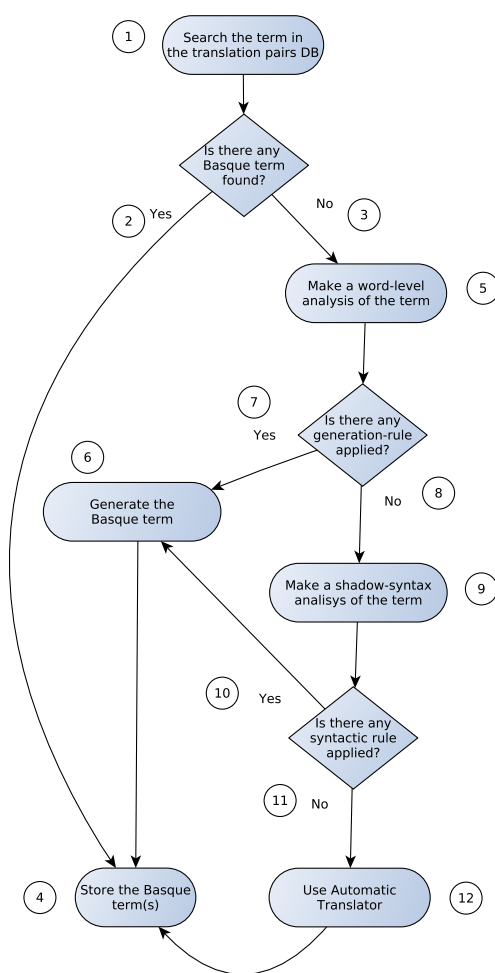 1
Search the term in
the translation pairs DB
Is there any
Basque term
found?
2
Yes
No
3
Make a word-level
analysis of the term
5
7
Yes
Is there any
generation-rule
applied?
6
Generate the
Basque term
No
8
Make a shadow-syntax
analisys of the term
9
10
Yes
Is there any
syntactic rule
applied?
11
No
4
Store the Basque
term(s)
Use Automatic
Translator
12